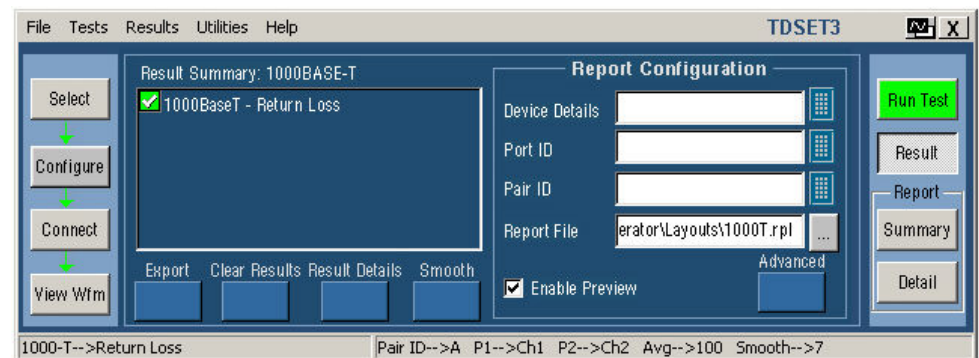 File Tests Results Utilities Help TDSET3 X
Select
Configure
Connect
View Wfm
Result Summary: 1000BASE-T
1000BaseT - Return Loss
Export Clear Results Result Details Smooth
Report Configuration
Device Details
Port ID
Pair ID
Report File erator\Layouts\1000T.rpl ...
Enable Preview
Advanced
Run Test
Result
Report
Summary
Detail
1000-T-->Return Loss Pair ID-->A P1-->Ch1 P2-->Ch2 Avg-->100 Smooth-->7